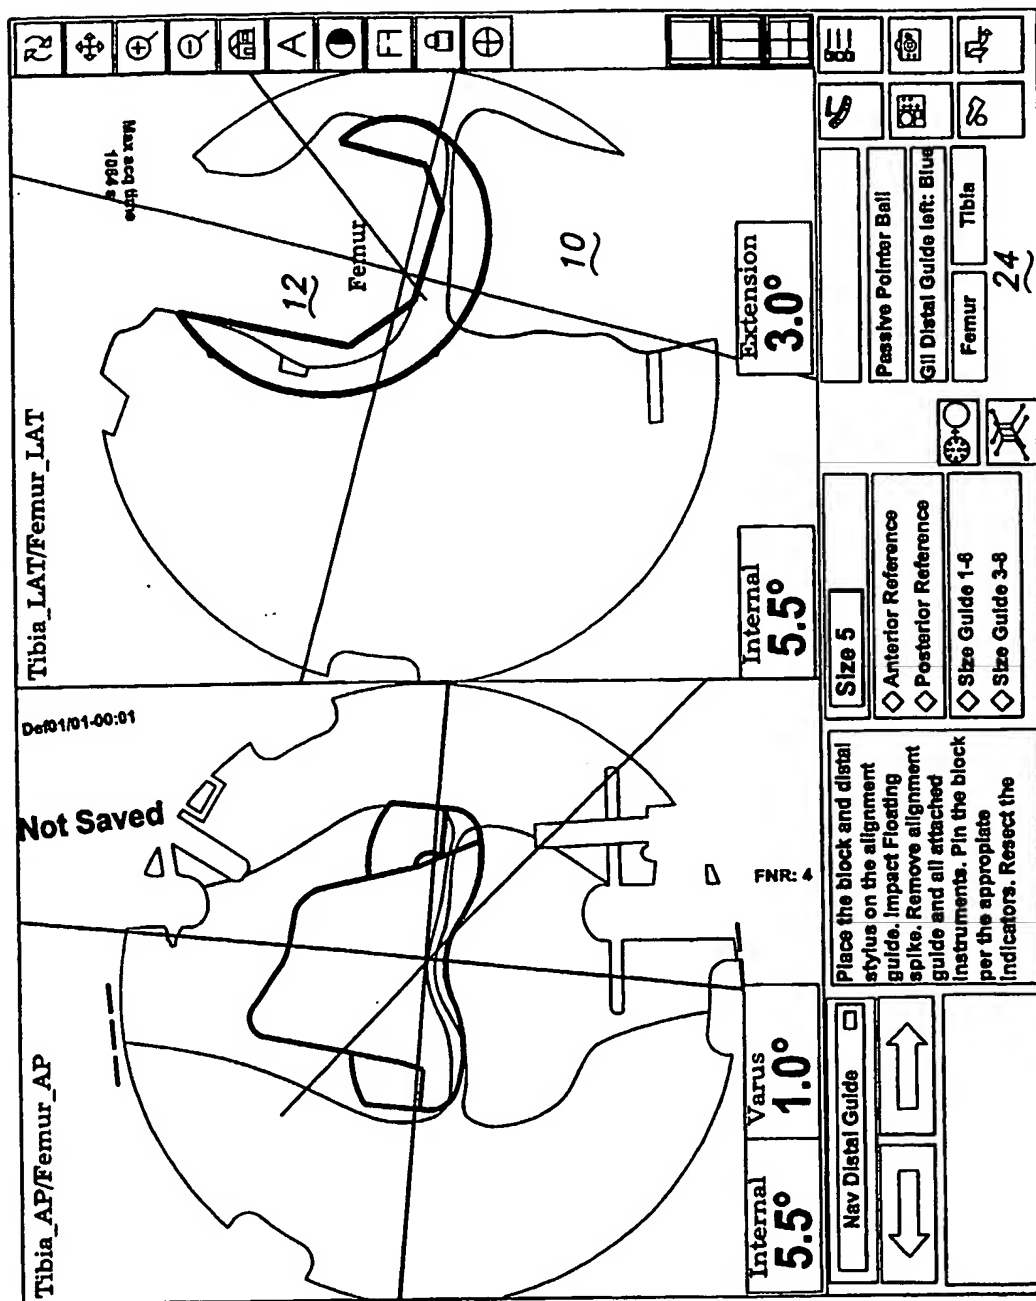 Tibia_AP/Femur_AP
Def01/01-00:01
Not Saved
FNR: 4
Internal
5.5°
Varus
1.0°
Tibia_LAT/Femur_LAT
Max acq time
1084 s
12
Femur
10
Internal
5.5°
Extension
3.0°
A
Nav Distal Guide
Place the block and distal
stylus on the alignment
guide. Impact Floating
spike. Remove alignment
guide and all attached
instruments. Pin the block
per the appropiate
indicators. Resect the
Size 5
Anterior Reference
Posterior Reference
Size Guide 1-6
Size Guide 3-8
Passive Pointer Ball
GII Distal Guide left: Blue
Femur
Tibia
24